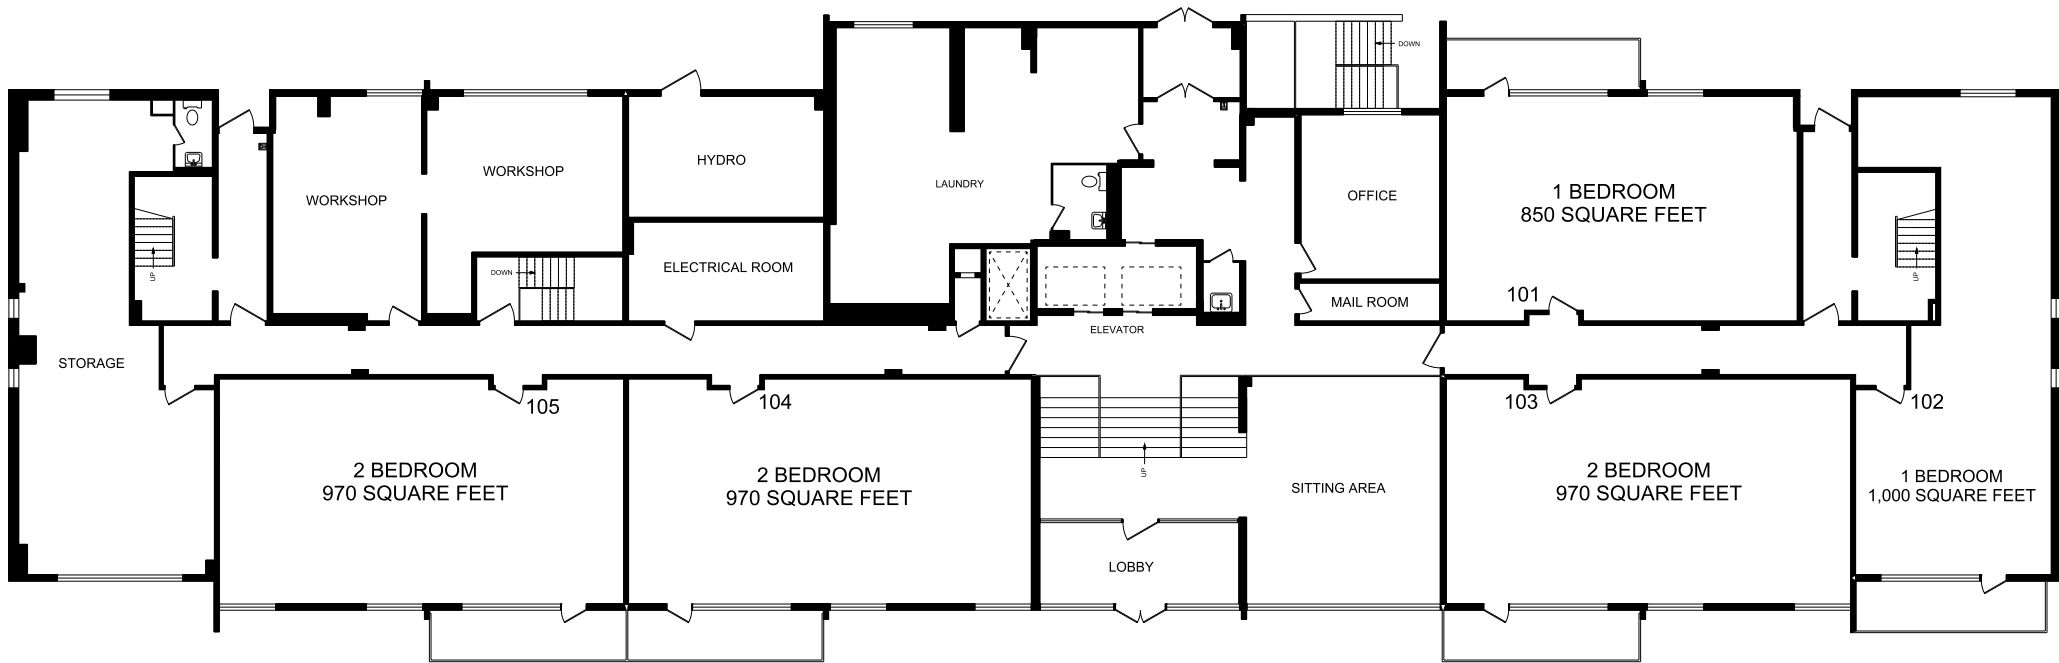 DOWN
WORKSHOP
WORKSHOP
HYDRO
LAUNDRY
OFFICE
1 BEDROOM
850 SQUARE FEET
UP
DOWN
ELECTRICAL ROOM
MAIL ROOM
101
UP
ELEVATOR
STORAGE
105
104
103
102
2 BEDROOM
970 SQUARE FEET
2 BEDROOM
970 SQUARE FEET
UP
SITTING AREA
2 BEDROOM
970 SQUARE FEET
1 BEDROOM
1,000 SQUARE FEET
LOBBY